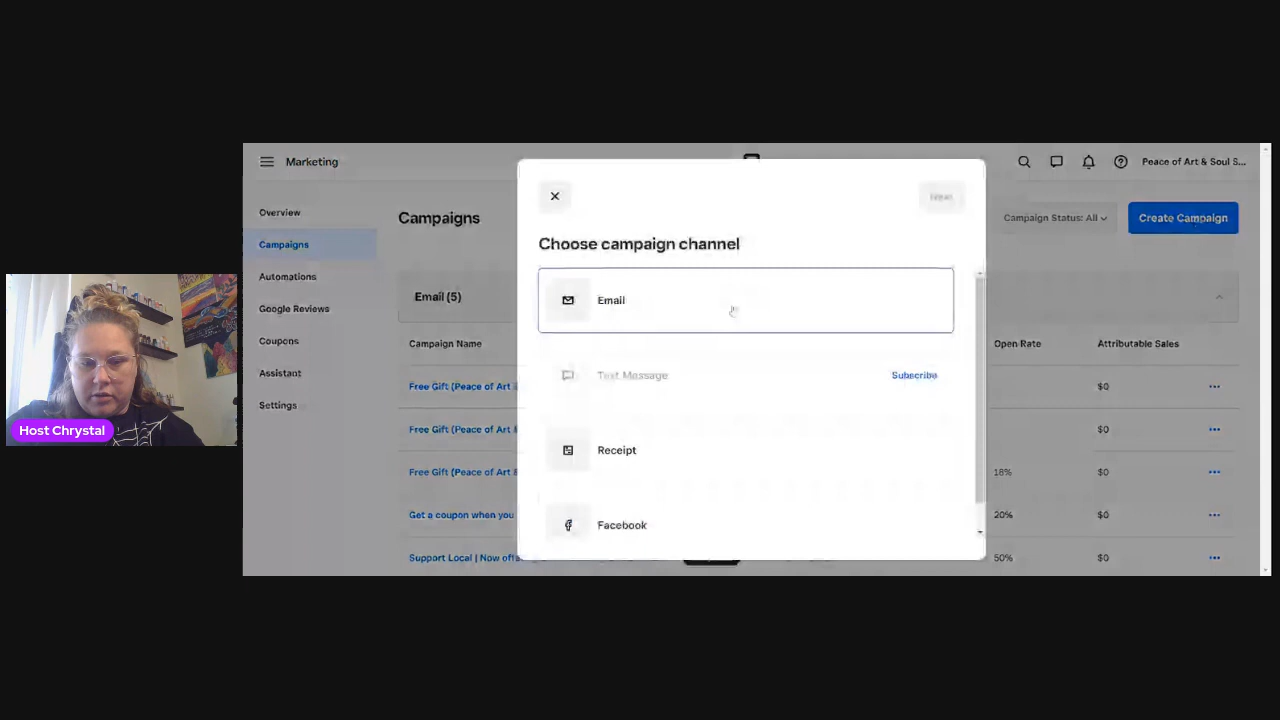 Marketing
Peace of Art & Soul S...
Overview
Campaigns
Automations
Google Reviews
Coupons
Assistant
Settings
Host Chrystal
Campaigns
Campaign Status: All
Create Campaign
Email (5)
Campaign Name
Open Rate
Attributable Sales
Free Gift (Peace of Art &
$0
Free Gift (Peace of Art &
$0
Free Gift (Peace of Art &
18%
$0
Get a coupon when you
20%
$0
Support Local | Now offe
50%
$0
Next
Choose campaign channel
Email
Text Message
Subscribe
Receipt
Facebook